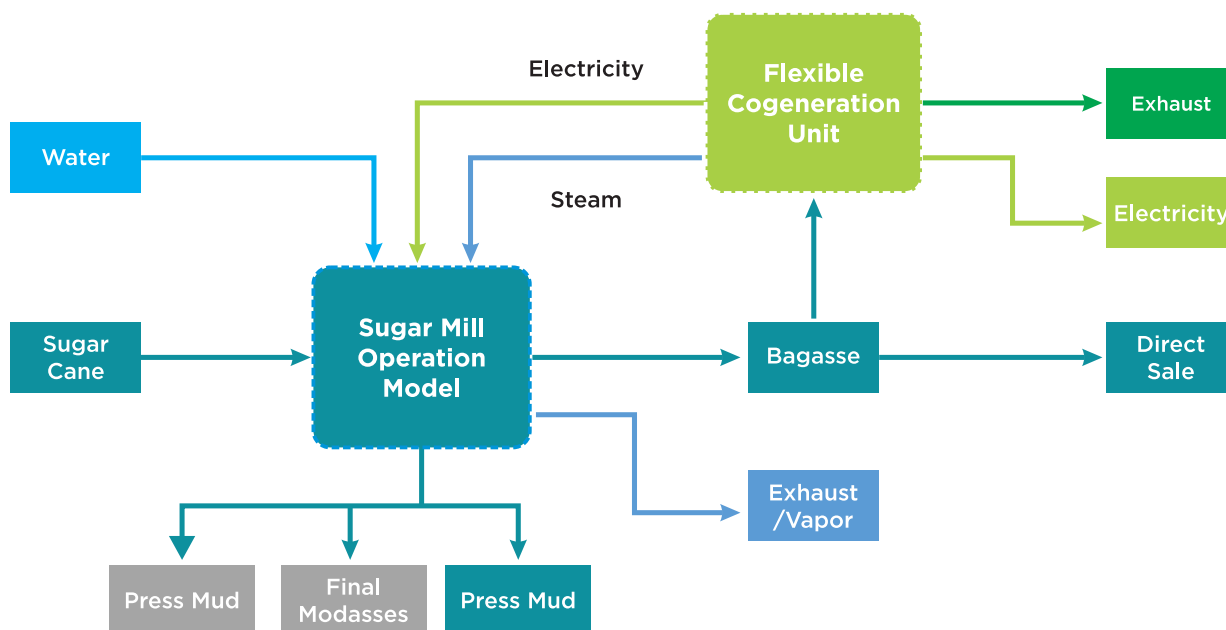 Electricity
Flexible
Cogeneration
Unit
Exhaust
Water
Steam
Electricity
Sugar
Cane
Sugar Mill
Operation
Model
Bagasse
Direct
Sale
Exhaust
/Vapor
Press Mud
Final
Modasses
Press Mud